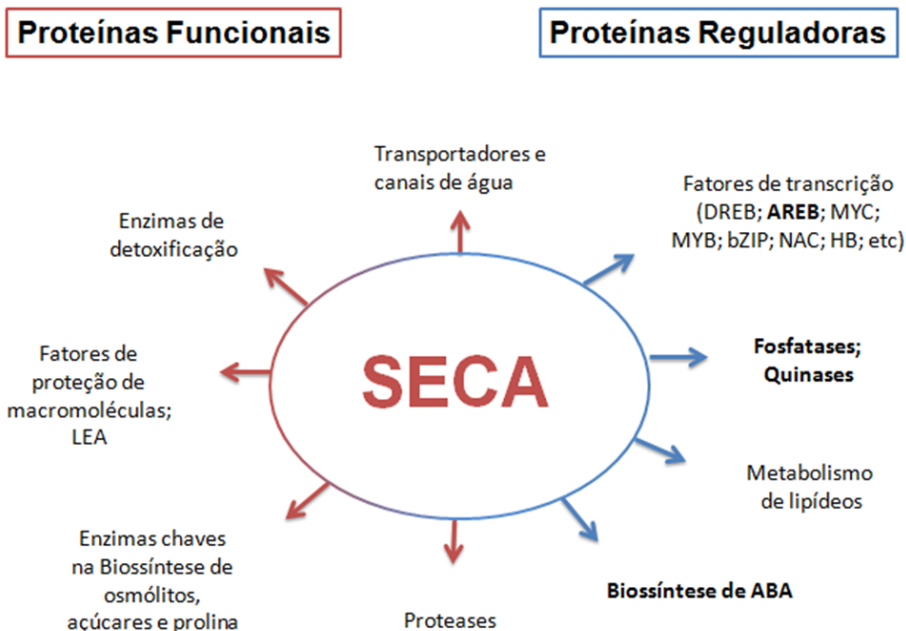 Proteínas Funcionais
Proteínas Reguladoras
Transportadores e
canais de água
Fatores de transcrição
(DREB; AREB; MYC;
MYB; bZIP; NAC; HB; etc)
Enzimas de
detoxificação
Fatores de
proteção de
macromoléculas;
LEA
SECA
Fosfatases;
Quinases
Metabolismo
de lipídeos
Enzimas chaves
na Biossíntese de
osmólitos,
açúcares e prolina
Proteases
Biossíntese de ABA